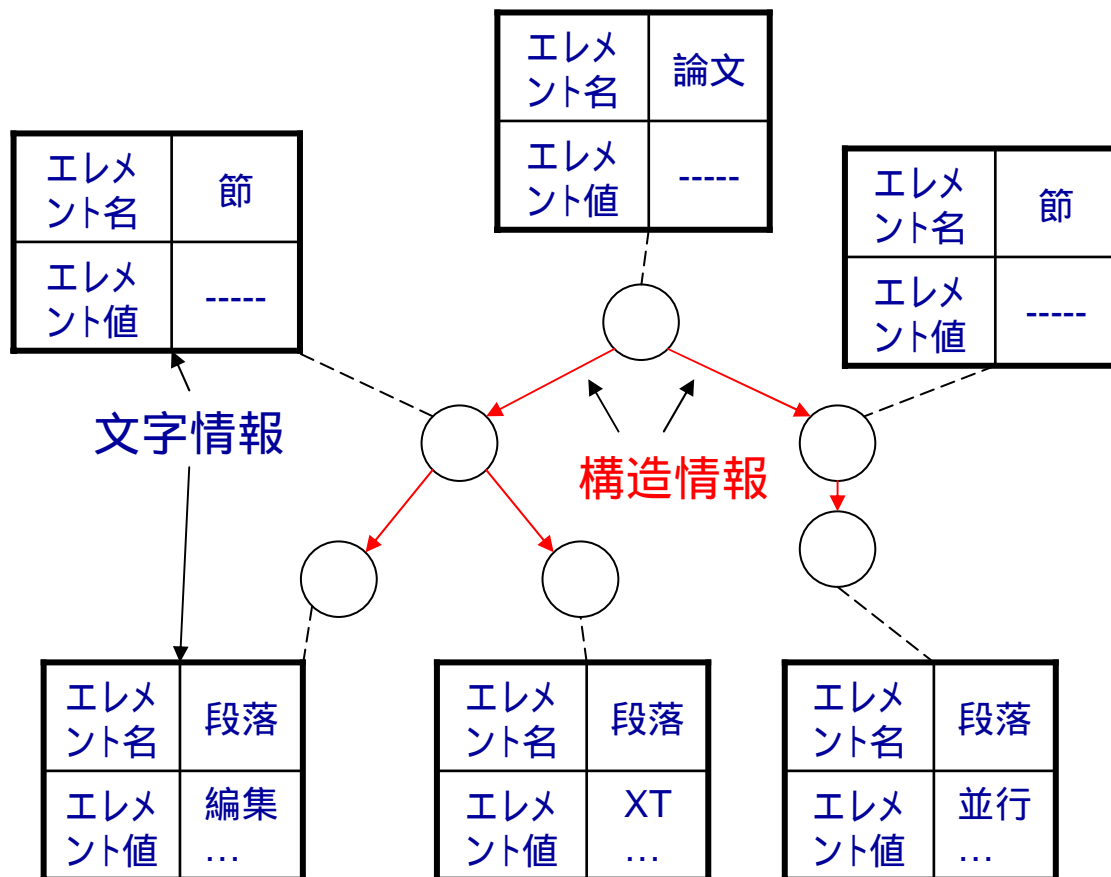 エレメ
ント名
論文
エレメ
ント値
-----
エレメ
ント名
節
エレメ
ント値
-----
エレメ
ント名
節
エレメ
ント値
-----
文字情報
構造情報
エレメ
ント名
段落
エレメ
ント値
編集
…
エレメ
ント名
段落
エレメ
ント値
XT
…
エレメ
ント名
段落
エレメ
ント値
並行
…